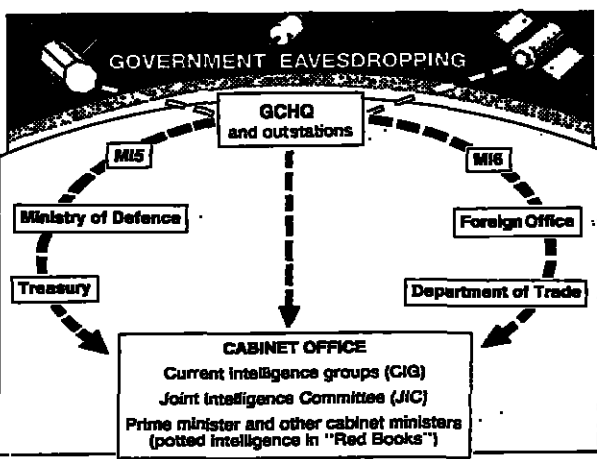 GOVERNMENT EAVESDROPPING
GCHQ
and outstations
MI5
MI6
Ministry of Defence
Foreign Office
Treasury
Department of Trade
CABINET OFFICE
Current intelligence groups (CIG)
Joint Intelligence Committee (JIC)
Prime minister and other cabinet ministers
(potted intelligence in "Red Books")